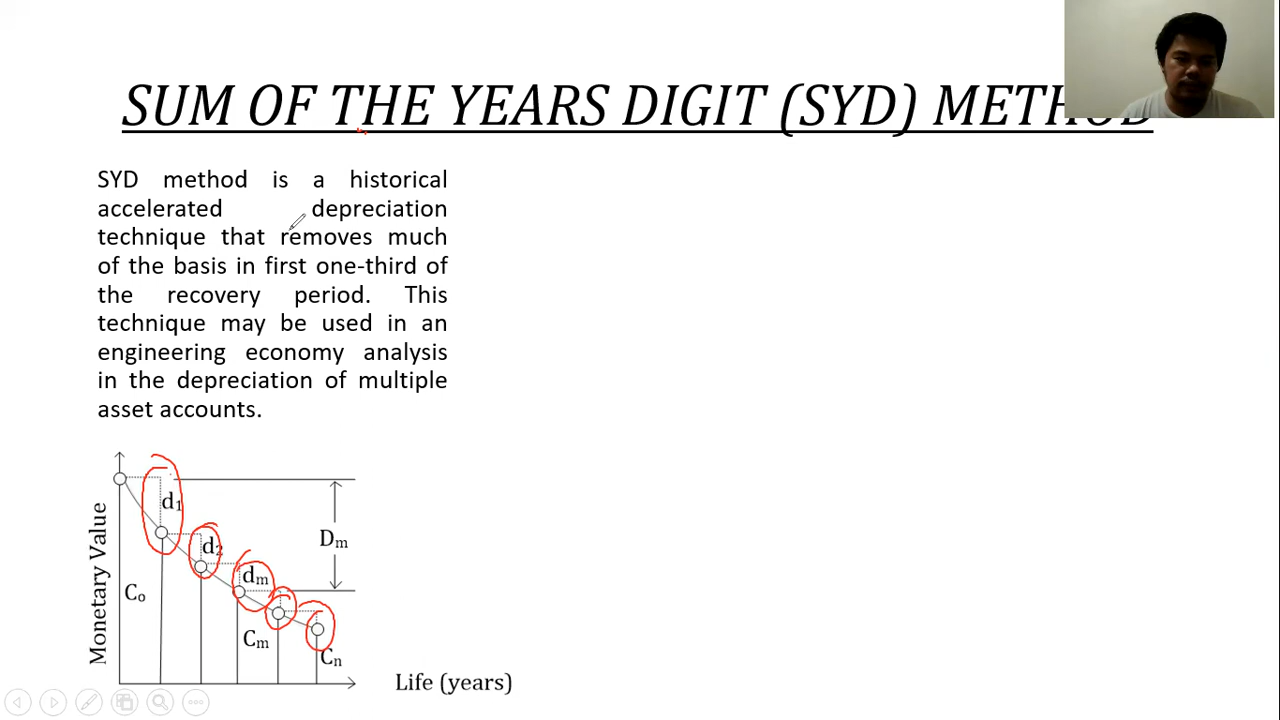 SUM OF THE YEARS DIGIT (SYD) METHOD
SYD method is a historical
accelerated depreciation
technique that removes much
of the basis in first one-third of
the recovery period. This
technique may be used in an
engineering economy analysis
in the depreciation of multiple
asset accounts.
Monetary Value
d₁
d₂
Dₘ
dₘ
Cₒ
Cₘ
Cₙ
Life (years)